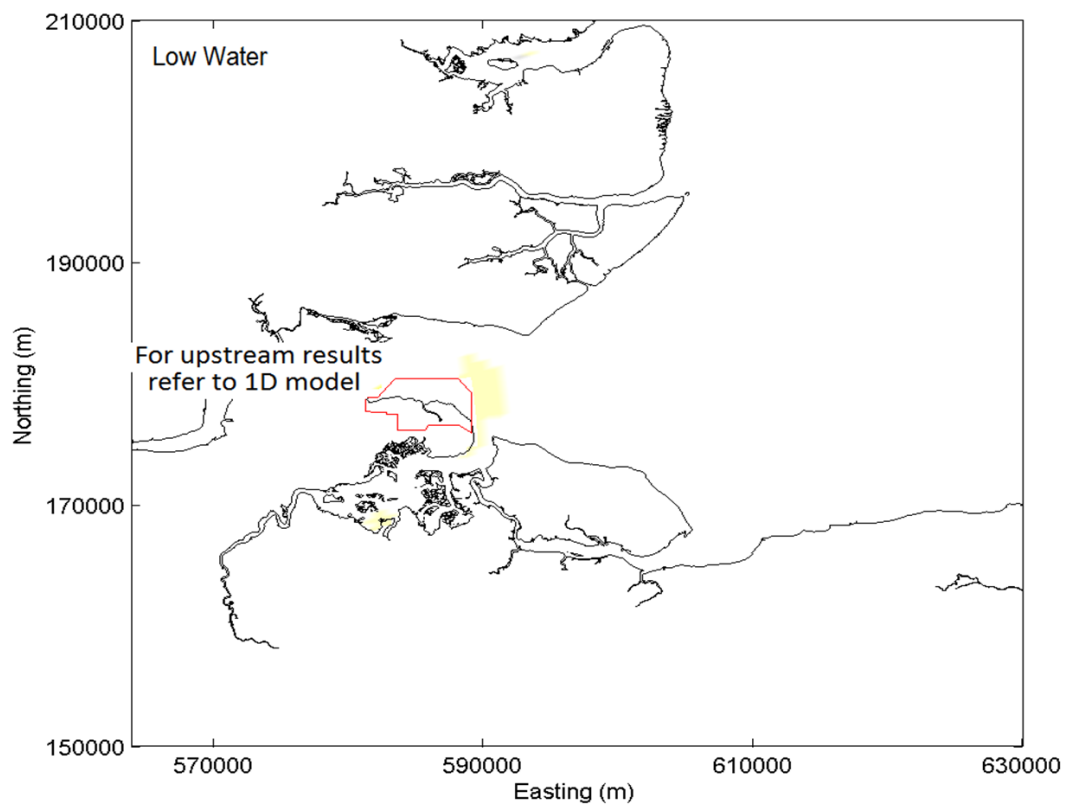 210000
Low Water
190000
For upstream results
refer to 1D model
Northing (m)
170000
150000
570000
590000
610000
630000
Easting (m)